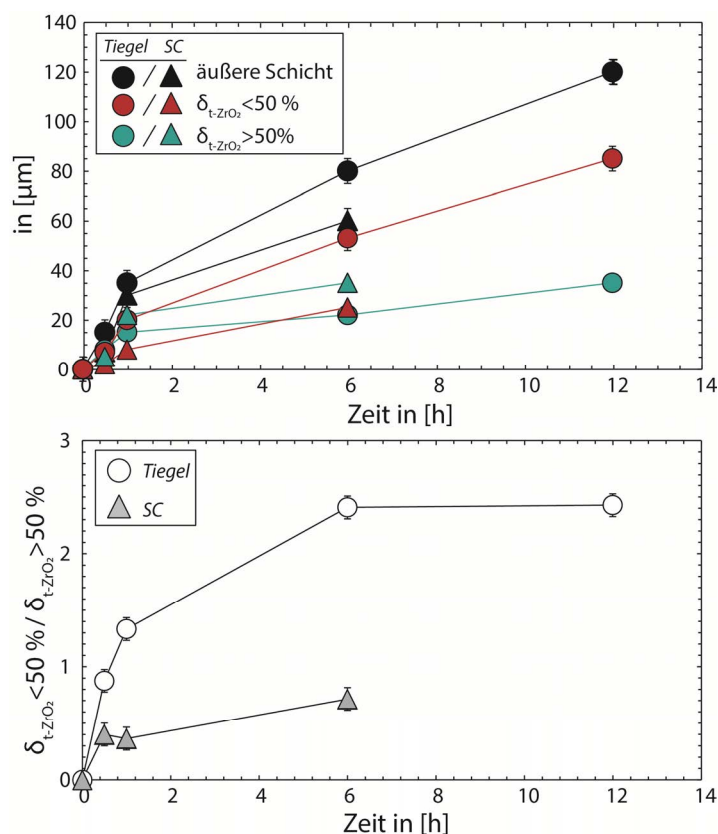 140
120
100
80
60
40
20
0
in [µm]
Tiegel SC
/ äußere Schicht
/ δt-ZrO₂<50 %
/ δt-ZrO₂>50%
0 2 4 6 8 10 12 14
Zeit in [h]
3
2
1
0
δt-ZrO₂<50 % / δt-ZrO₂>50 %
Tiegel
SC
0 2 4 6 8 10 12 14
Zeit in [h]